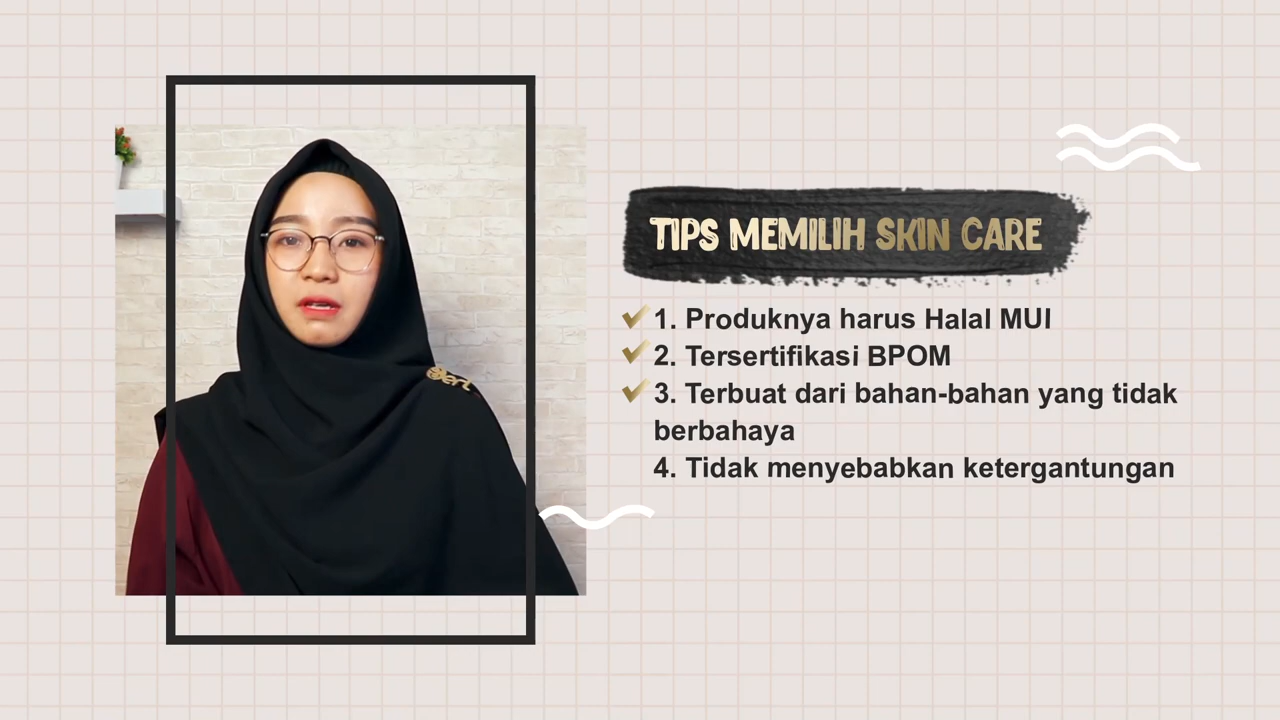 TIPS MEMILIH SKIN CARE
1. Produknya harus Halal MUI
2. Tersertifikasi BPOM
3. Terbuat dari bahan-bahan yang tidak
berbahaya
4. Tidak menyebabkan ketergantungan